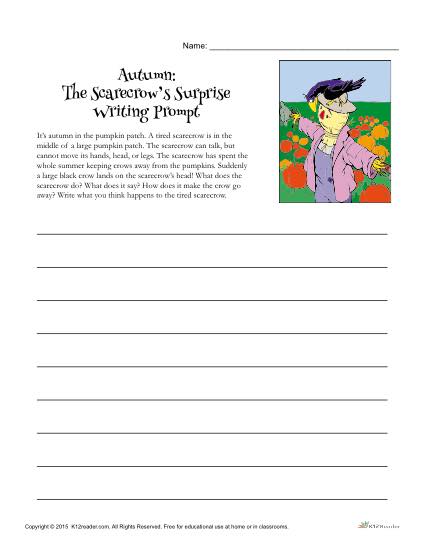 Name:
Autumn:
The Scarecrow's Surprise
Writing Prompt
It's autumn in the pumpkin patch. A tired scarecrow is in the
middle of a large pumpkin patch. The scarecrow can talk, but
cannot move its hands, head, or legs. The scarecrow has spent the
whole summer keeping crows away from the pumpkins. Suddenly
a large black crow lands on the scarecrow's head! What does the
scarecrow do? What does it say? How does it make the crow go
away? Write what you think happens to the tired scarecrow.
Copyright © 2015 K12reader.com. All Rights Reserved. Free for educational use at home or in classrooms.
K12Reader